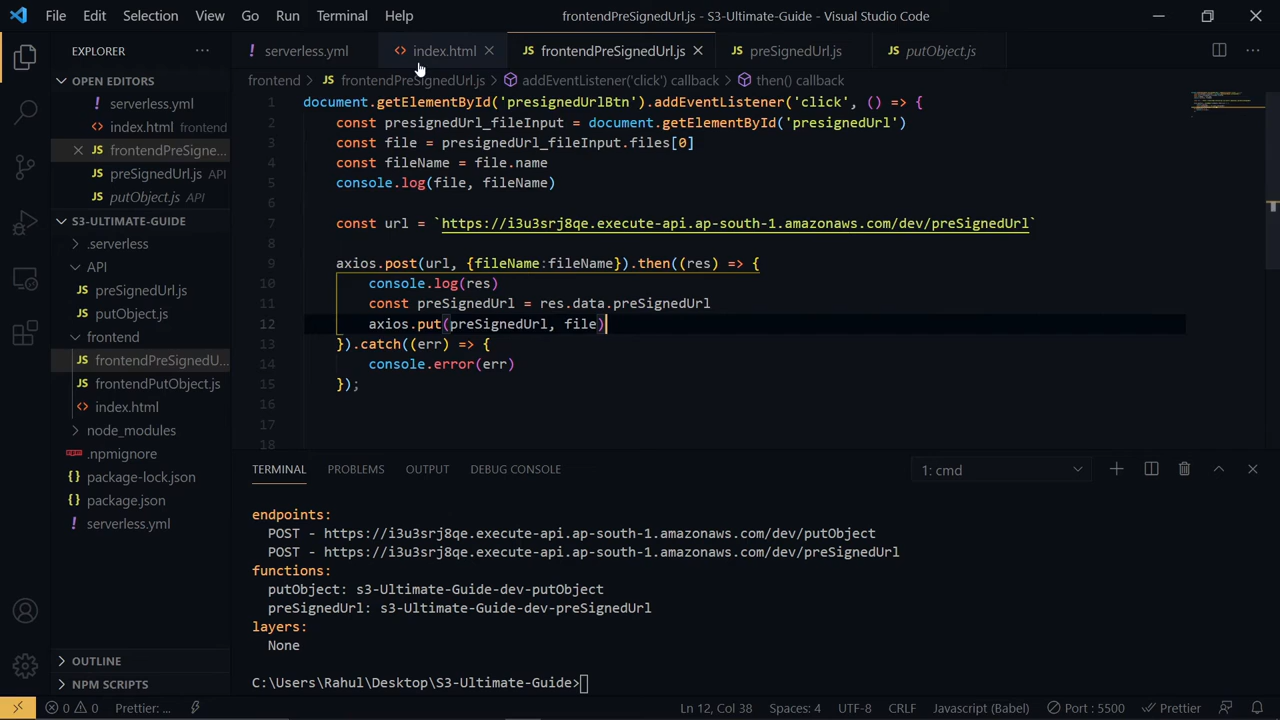 File Edit Selection View Go Run Terminal Help frontendPreSignedUrl.js - S3-Ultimate-Guide - Visual Studio Code
EXPLORER
serverless.yml index.html frontendPreSignedUrl.js preSignedUrl.js putObject.js
OPEN EDITORS
serverless.yml
index.html frontend
frontendPreSigne...
preSignedUrl.js API
putObject.js API
S3-ULTIMATE-GUIDE
.serverless
API
preSignedUrl.js
putObject.js
frontend
frontendPreSignedU...
frontendPutObject.js
index.html
node_modules
.npmignore
package-lock.json
package.json
serverless.yml
OUTLINE
NPM SCRIPTS
frontend > frontendPreSignedUrl.js > addEventListener('click') callback > then() callback
1 document.getElementById('presignedUrlBtn').addEventListener('click', () => {
2 const presignedUrl_fileInput = document.getElementById('presignedUrl')
3 const file = presignedUrl_fileInput.files[0]
4 const fileName = file.name
5 console.log(file, fileName)
6
7 const url = `https://i3u3srj8qe.execute-api.ap-south-1.amazonaws.com/dev/preSignedUrl`
8
9 axios.post(url, {fileName:fileName}).then((res) => {
10 console.log(res)
11 const preSignedUrl = res.data.preSignedUrl
12 axios.put(preSignedUrl, file)
13 }).catch((err) => {
14 console.error(err)
15 });
16
17
18
TERMINAL PROBLEMS OUTPUT DEBUG CONSOLE 1: cmd
endpoints:
POST - https://i3u3srj8qe.execute-api.ap-south-1.amazonaws.com/dev/putObject
POST - https://i3u3srj8qe.execute-api.ap-south-1.amazonaws.com/dev/preSignedUrl
functions:
putObject: s3-Ultimate-Guide-dev-putObject
preSignedUrl: s3-Ultimate-Guide-dev-preSignedUrl
layers:
None
C:\Users\Rahul\Desktop\S3-Ultimate-Guide>
0 0 Prettier: ... Ln 12, Col 38 Spaces: 4 UTF-8 CRLF Javascript (Babel) Port : 5500 Prettier